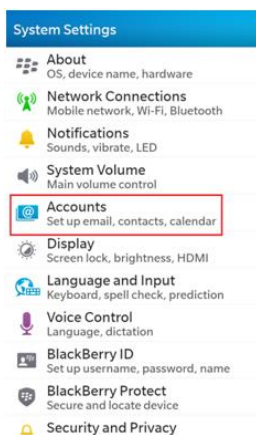 System Settings
About
OS, device name, hardware
Network Connections
Mobile network, Wi-Fi, Bluetooth
Notifications
Sounds, vibrate, LED
System Volume
Main volume control
Accounts
Set up email, contacts, calendar
Display
Screen lock, brightness, HDMI
Language and Input
Keyboard, spell check, prediction
Voice Control
Language, dictation
BlackBerry ID
Set up username, password, name
BlackBerry Protect
Secure and locate device
Security and Privacy